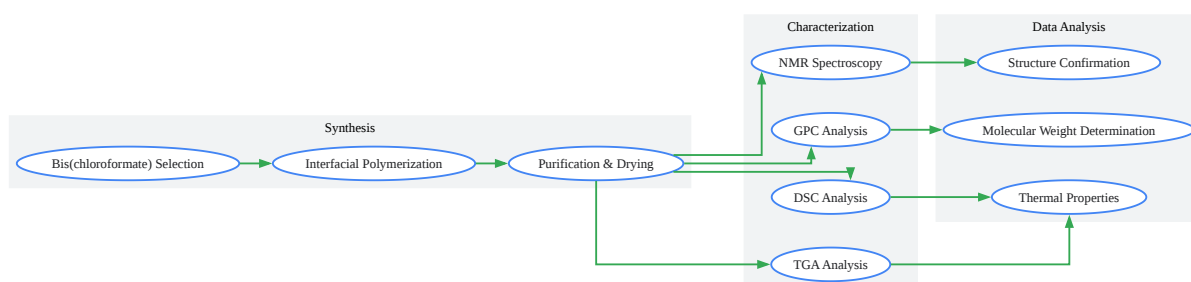 Synthesis
Bis(chloroformate) Selection
Interfacial Polymerization
Purification & Drying
Characterization
NMR Spectroscopy
GPC Analysis
DSC Analysis
TGA Analysis
Data Analysis
Structure Confirmation
Molecular Weight Determination
Thermal Properties